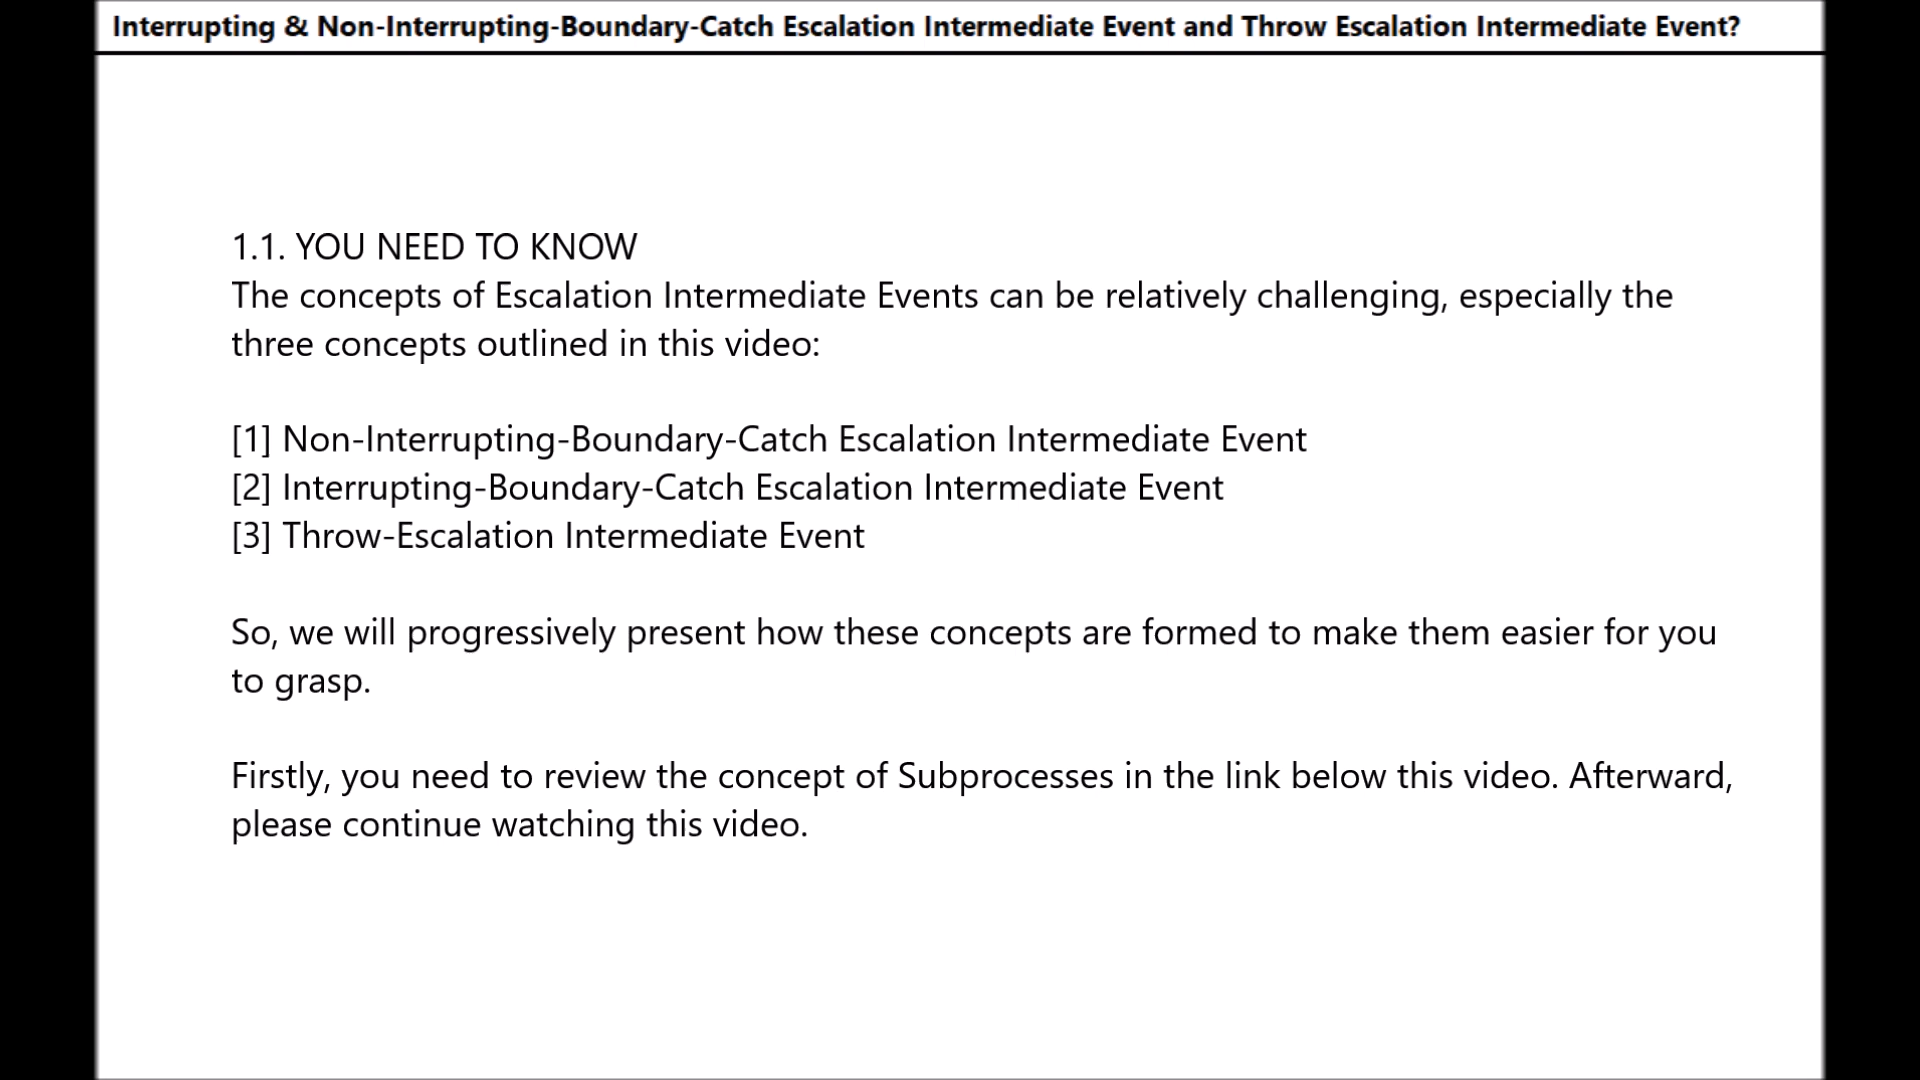 Interrupting & Non-Interrupting-Boundary-Catch Escalation Intermediate Event and Throw Escalation Intermediate Event?
1.1. YOU NEED TO KNOW
The concepts of Escalation Intermediate Events can be relatively challenging, especially the
three concepts outlined in this video:
[1] Non-Interrupting-Boundary-Catch Escalation Intermediate Event
[2] Interrupting-Boundary-Catch Escalation Intermediate Event
[3] Throw-Escalation Intermediate Event
So, we will progressively present how these concepts are formed to make them easier for you
to grasp.
Firstly, you need to review the concept of Subprocesses in the link below this video. Afterward,
please continue watching this video.